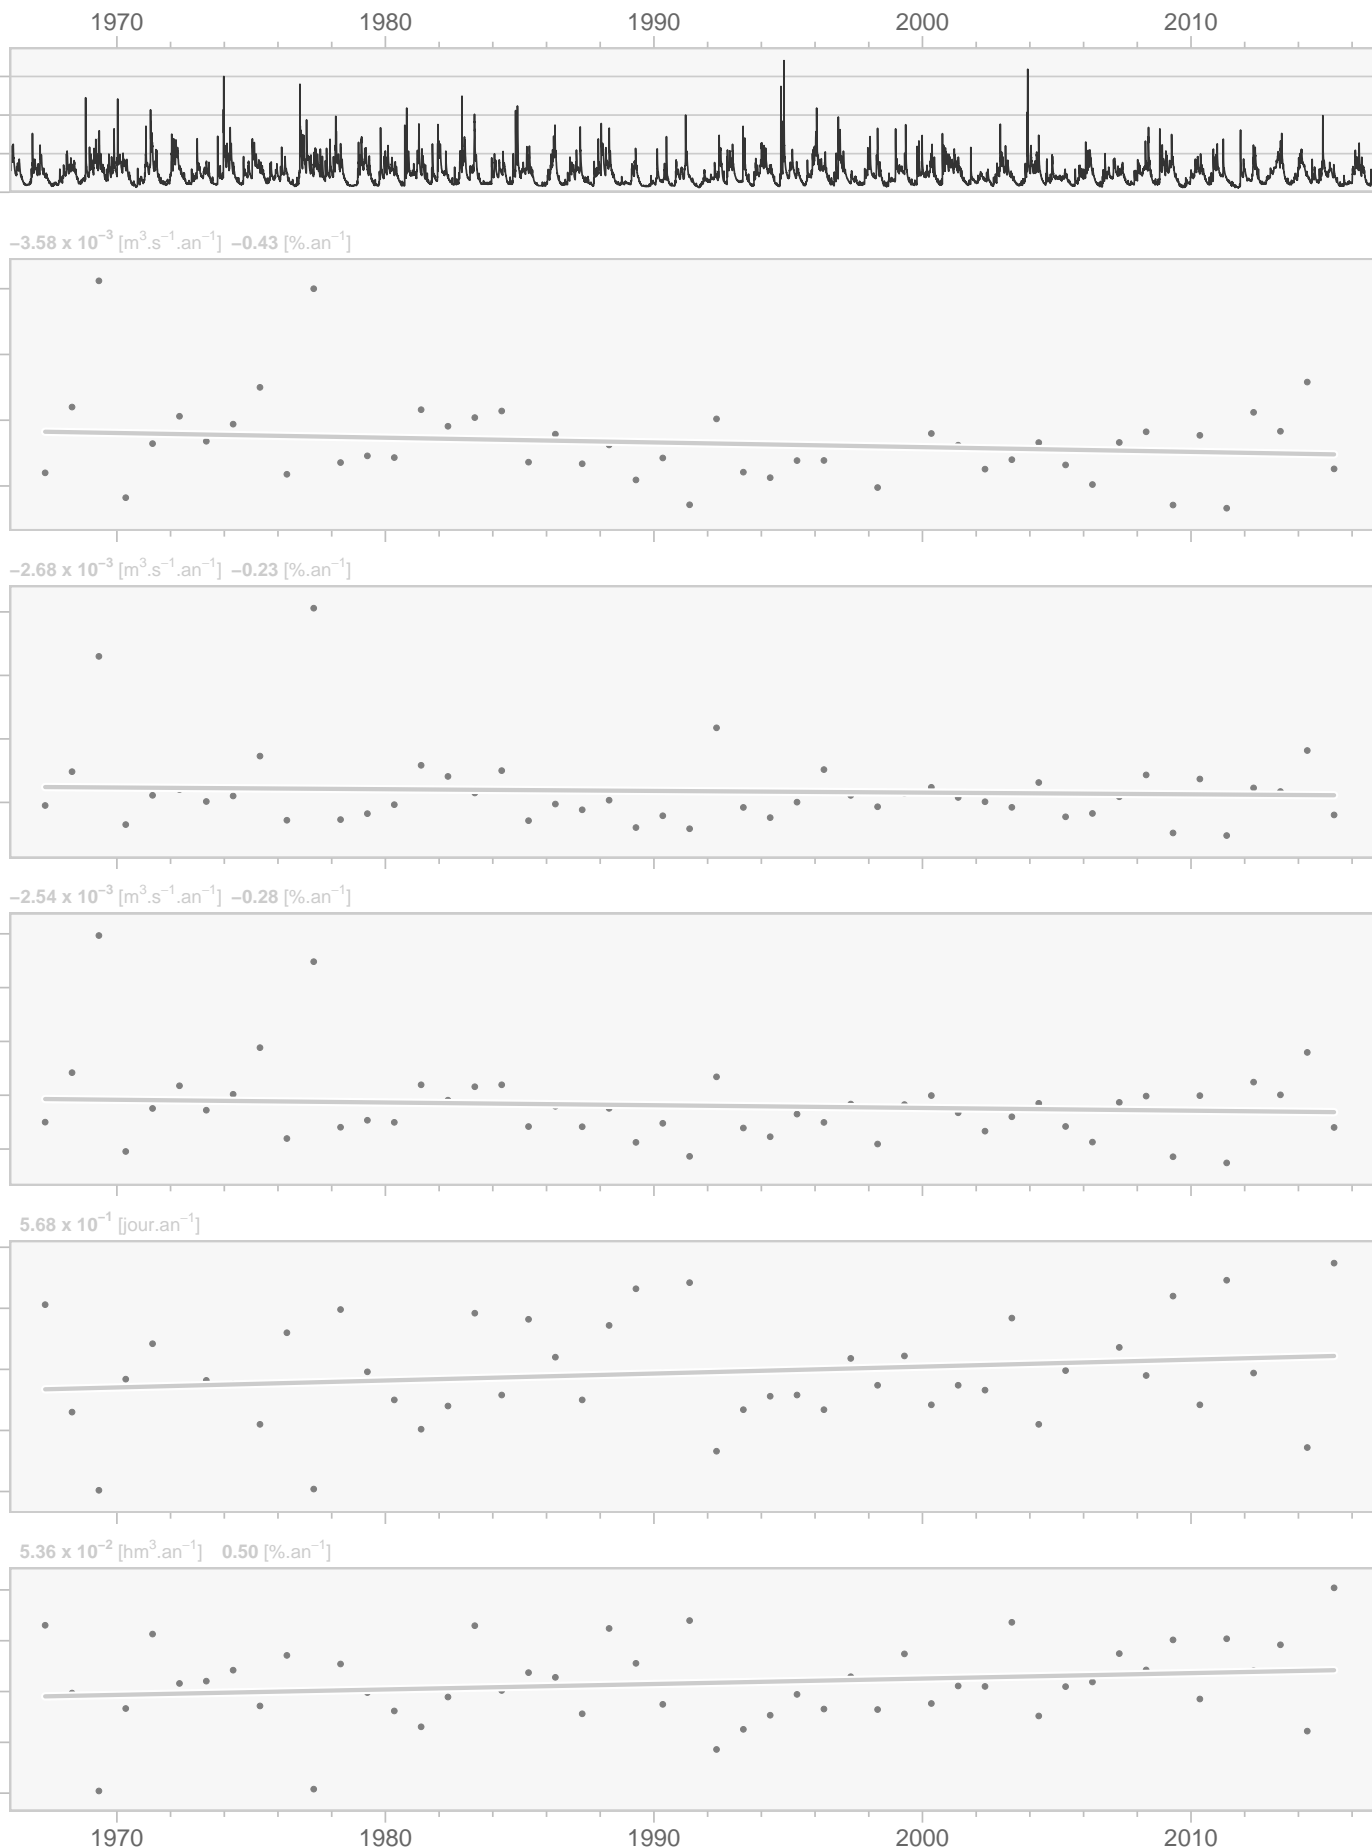 1970 1980 1990 2000 2010
−3.58 x 10⁻³ [m³.s⁻¹.an⁻¹] −0.43 [%.an⁻¹]
−2.68 x 10⁻³ [m³.s⁻¹.an⁻¹] −0.23 [%.an⁻¹]
−2.54 x 10⁻³ [m³.s⁻¹.an⁻¹] −0.28 [%.an⁻¹]
5.68 x 10⁻¹ [jour.an⁻¹]
5.36 x 10⁻² [hm³.an⁻¹] 0.50 [%.an⁻¹]
1970 1980 1990 2000 2010